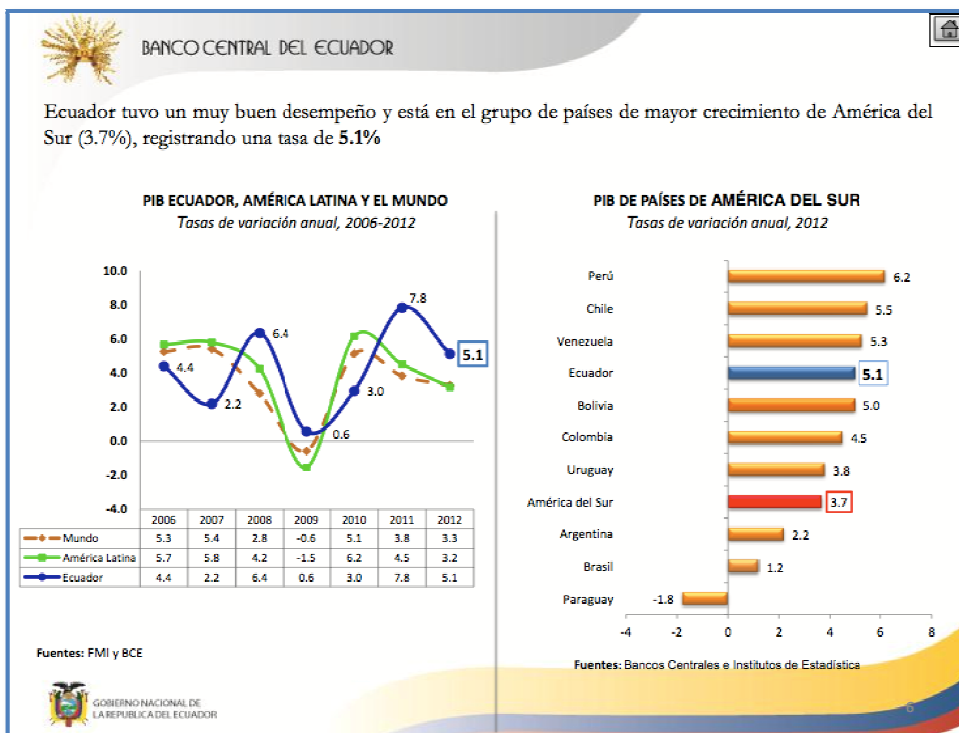 BANCO CENTRAL DEL ECUADOR
Ecuador tuvo un muy buen desempeño y está en el grupo de países de mayor crecimiento de América del
Sur (3.7%), registrando una tasa de 5.1%
PIB ECUADOR, AMÉRICA LATINA Y EL MUNDO
Tasas de variación anual, 2006-2012
10.0
8.0
6.0
4.0
2.0
0.0
-2.0
-4.0
4.4
2.2
6.4
0.6
3.0
7.8
5.1
2006 2007 2008 2009 2010 2011 2012
Mundo 5.3 5.4 2.8 -0.6 5.1 3.8 3.3
América Latina 5.7 5.8 4.2 -1.5 6.2 4.5 3.2
Ecuador 4.4 2.2 6.4 0.6 3.0 7.8 5.1
Fuentes: FMI y BCE
PIB DE PAÍSES DE AMÉRICA DEL SUR
Tasas de variación anual, 2012
Perú 6.2
Chile 5.5
Venezuela 5.3
Ecuador 5.1
Bolivia 5.0
Colombia 4.5
Uruguay 3.8
América del Sur 3.7
Argentina 2.2
Brasil 1.2
Paraguay -1.8
-4 -2 0 2 4 6 8
Fuentes: Bancos Centrales e Institutos de Estadística
GOBIERNO NACIONAL DE
LA REPUBLICA DEL ECUADOR
6